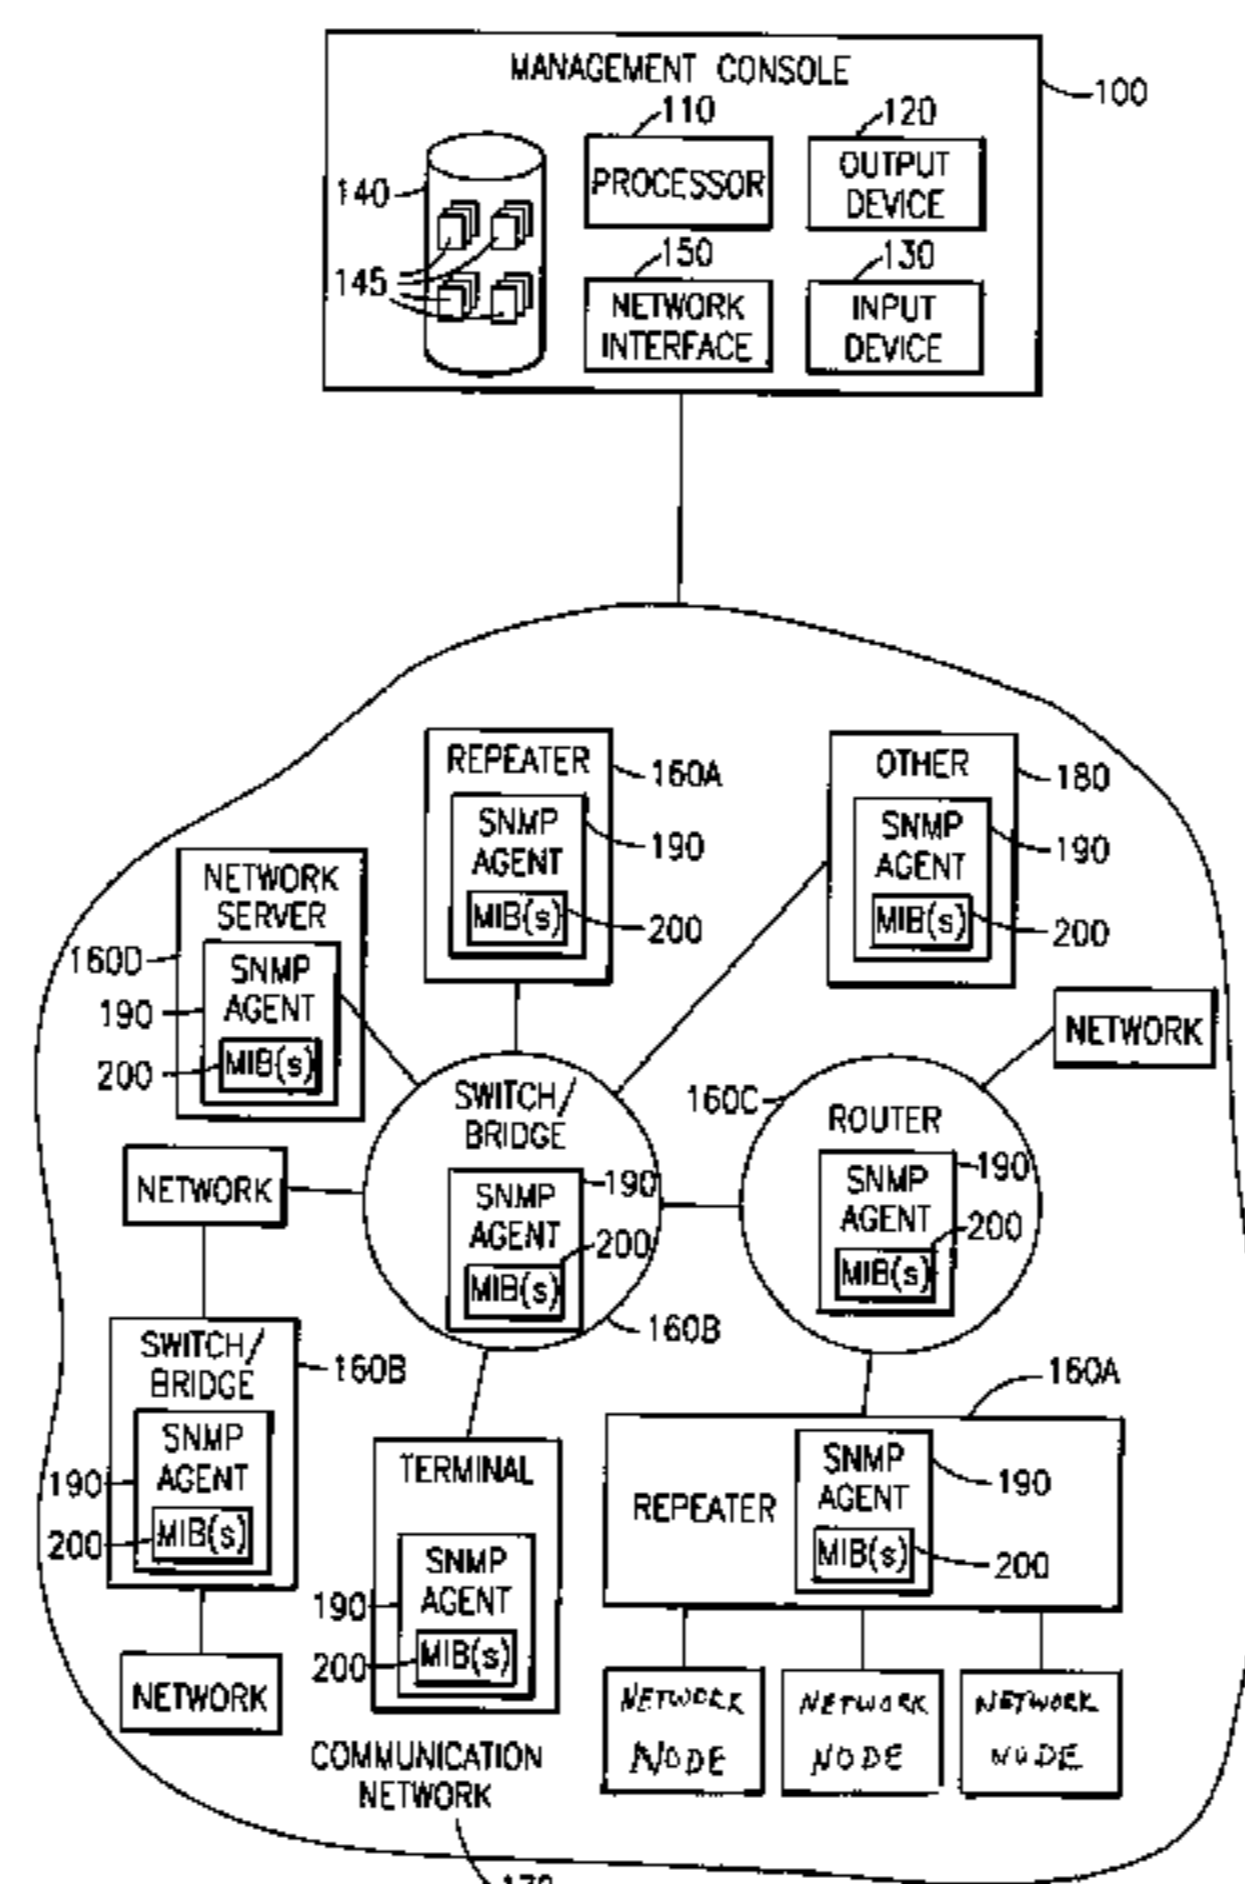 MANAGEMENT CONSOLE
100
110
120
140
PROCESSOR
OUTPUT
DEVICE
150
130
145
NETWORK
INTERFACE
INPUT
DEVICE
REPEATER
160A
SNMP
AGENT
190
MIB(s)
200
OTHER
180
SNMP
AGENT
190
MIB(s)
200
NETWORK
SERVER
160D
SNMP
AGENT
190
MIB(s)
200
NETWORK
SWITCH/
BRIDGE
SNMP
AGENT
190
MIB(s)
200
160B
160C
ROUTER
SNMP
AGENT
190
MIB(s)
200
NETWORK
SWITCH/
BRIDGE
160B
SNMP
AGENT
190
MIB(s)
200
NETWORK
TERMINAL
SNMP
AGENT
190
MIB(s)
200
160A
REPEATER
SNMP
AGENT
190
MIB(s)
200
NETWORK
NODE
NETWORK
NODE
NETWORK
NODE
COMMUNICATION
NETWORK